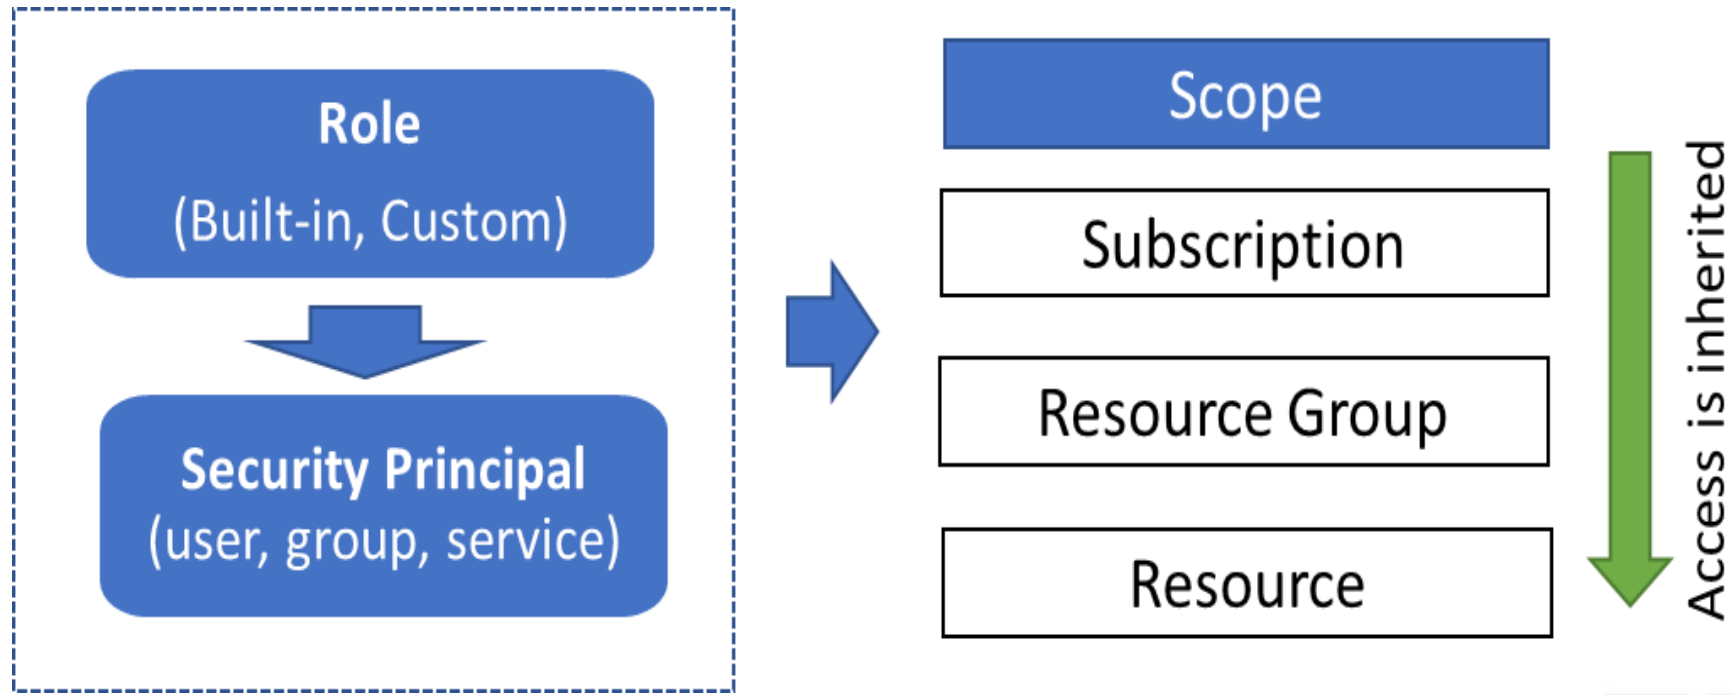 Role
(Built-in, Custom)
Security Principal
(user, group, service)
Scope
Subscription
Resource Group
Resource
Access is inherited